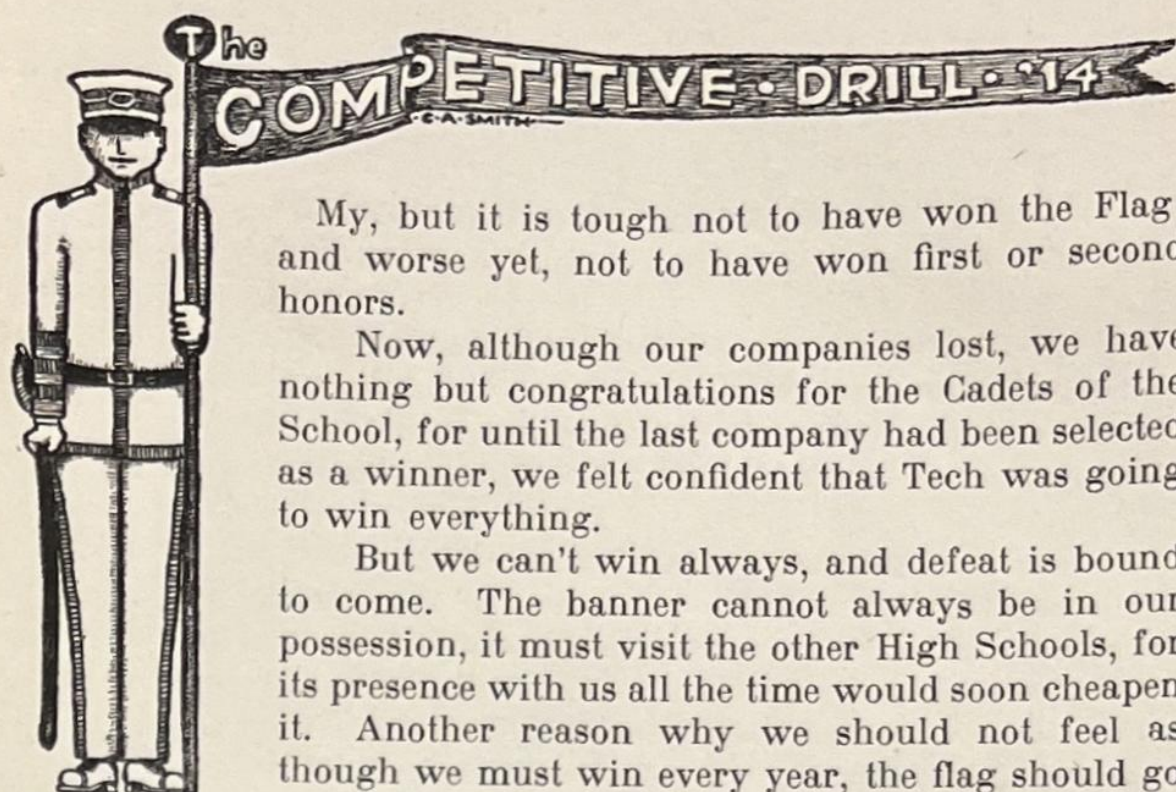 The
COMPETITIVE · DRILL · '14
·C·A·SMITH
My, but it is tough not to have won the Flag
and worse yet, not to have won first or second
honors.
Now, although our companies lost, we have
nothing but congratulations for the Cadets of the
School, for until the last company had been selected
as a winner, we felt confident that Tech was going
to win everything.
But we can't win always, and defeat is bound
to come. The banner cannot always be in our
possession, it must visit the other High Schools, for
its presence with us all the time would soon cheapen
it. Another reason why we should not feel as
though we must win every year, the flag should go